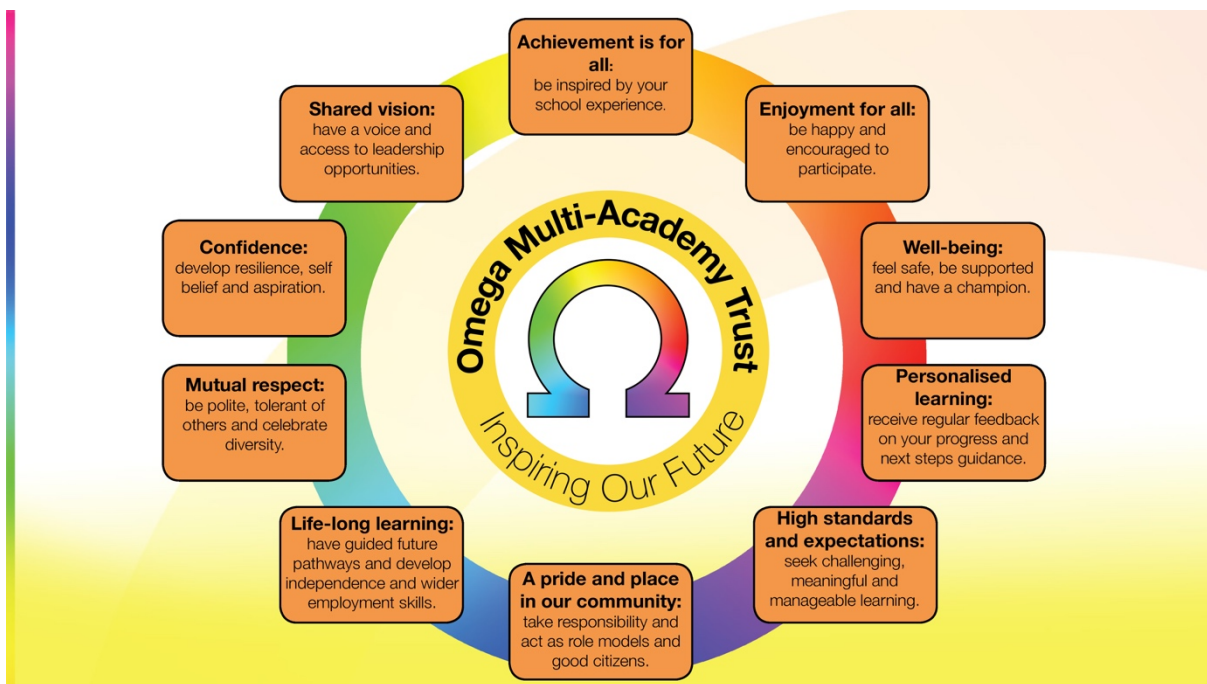 Achievement is for
all:
be inspired by your
school experience.
Enjoyment for all:
be happy and
encouraged to
participate.
Well-being:
feel safe, be supported
and have a champion.
Personalised
learning:
receive regular feedback
on your progress and
next steps guidance.
High standards
and expectations:
seek challenging,
meaningful and
manageable learning.
A pride and place
in our community:
take responsibility and
act as role models and
good citizens.
Life-long learning:
have guided future
pathways and develop
independence and wider
employment skills.
Mutual respect:
be polite, tolerant of
others and celebrate
diversity.
Confidence:
develop resilience, self
belief and aspiration.
Shared vision:
have a voice and
access to leadership
opportunities.
Omega Multi-Academy Trust
Ω
Inspiring Our Future